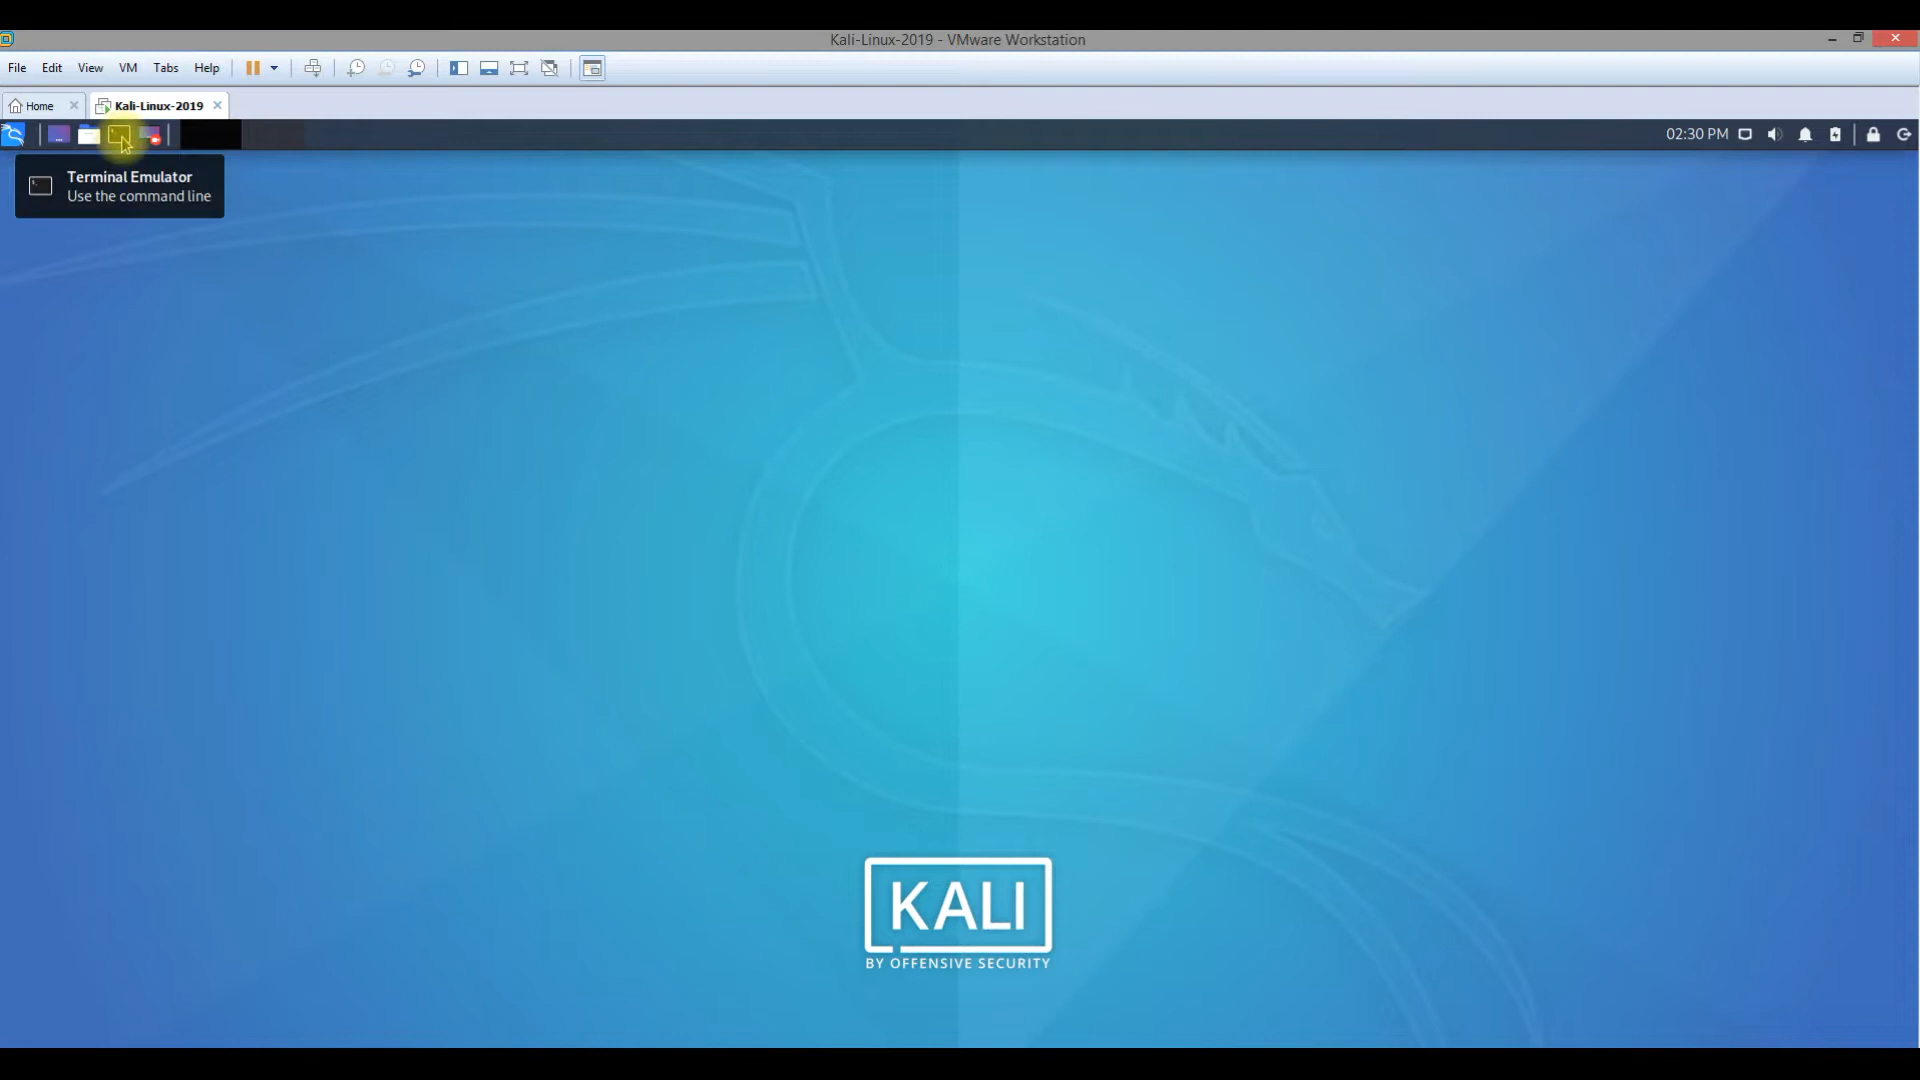 Kali-Linux-2019 - VMware Workstation
File Edit View VM Tabs Help
Home Kali-Linux-2019
02:30 PM
Terminal Emulator
Use the command line
KALI
BY OFFENSIVE SECURITY